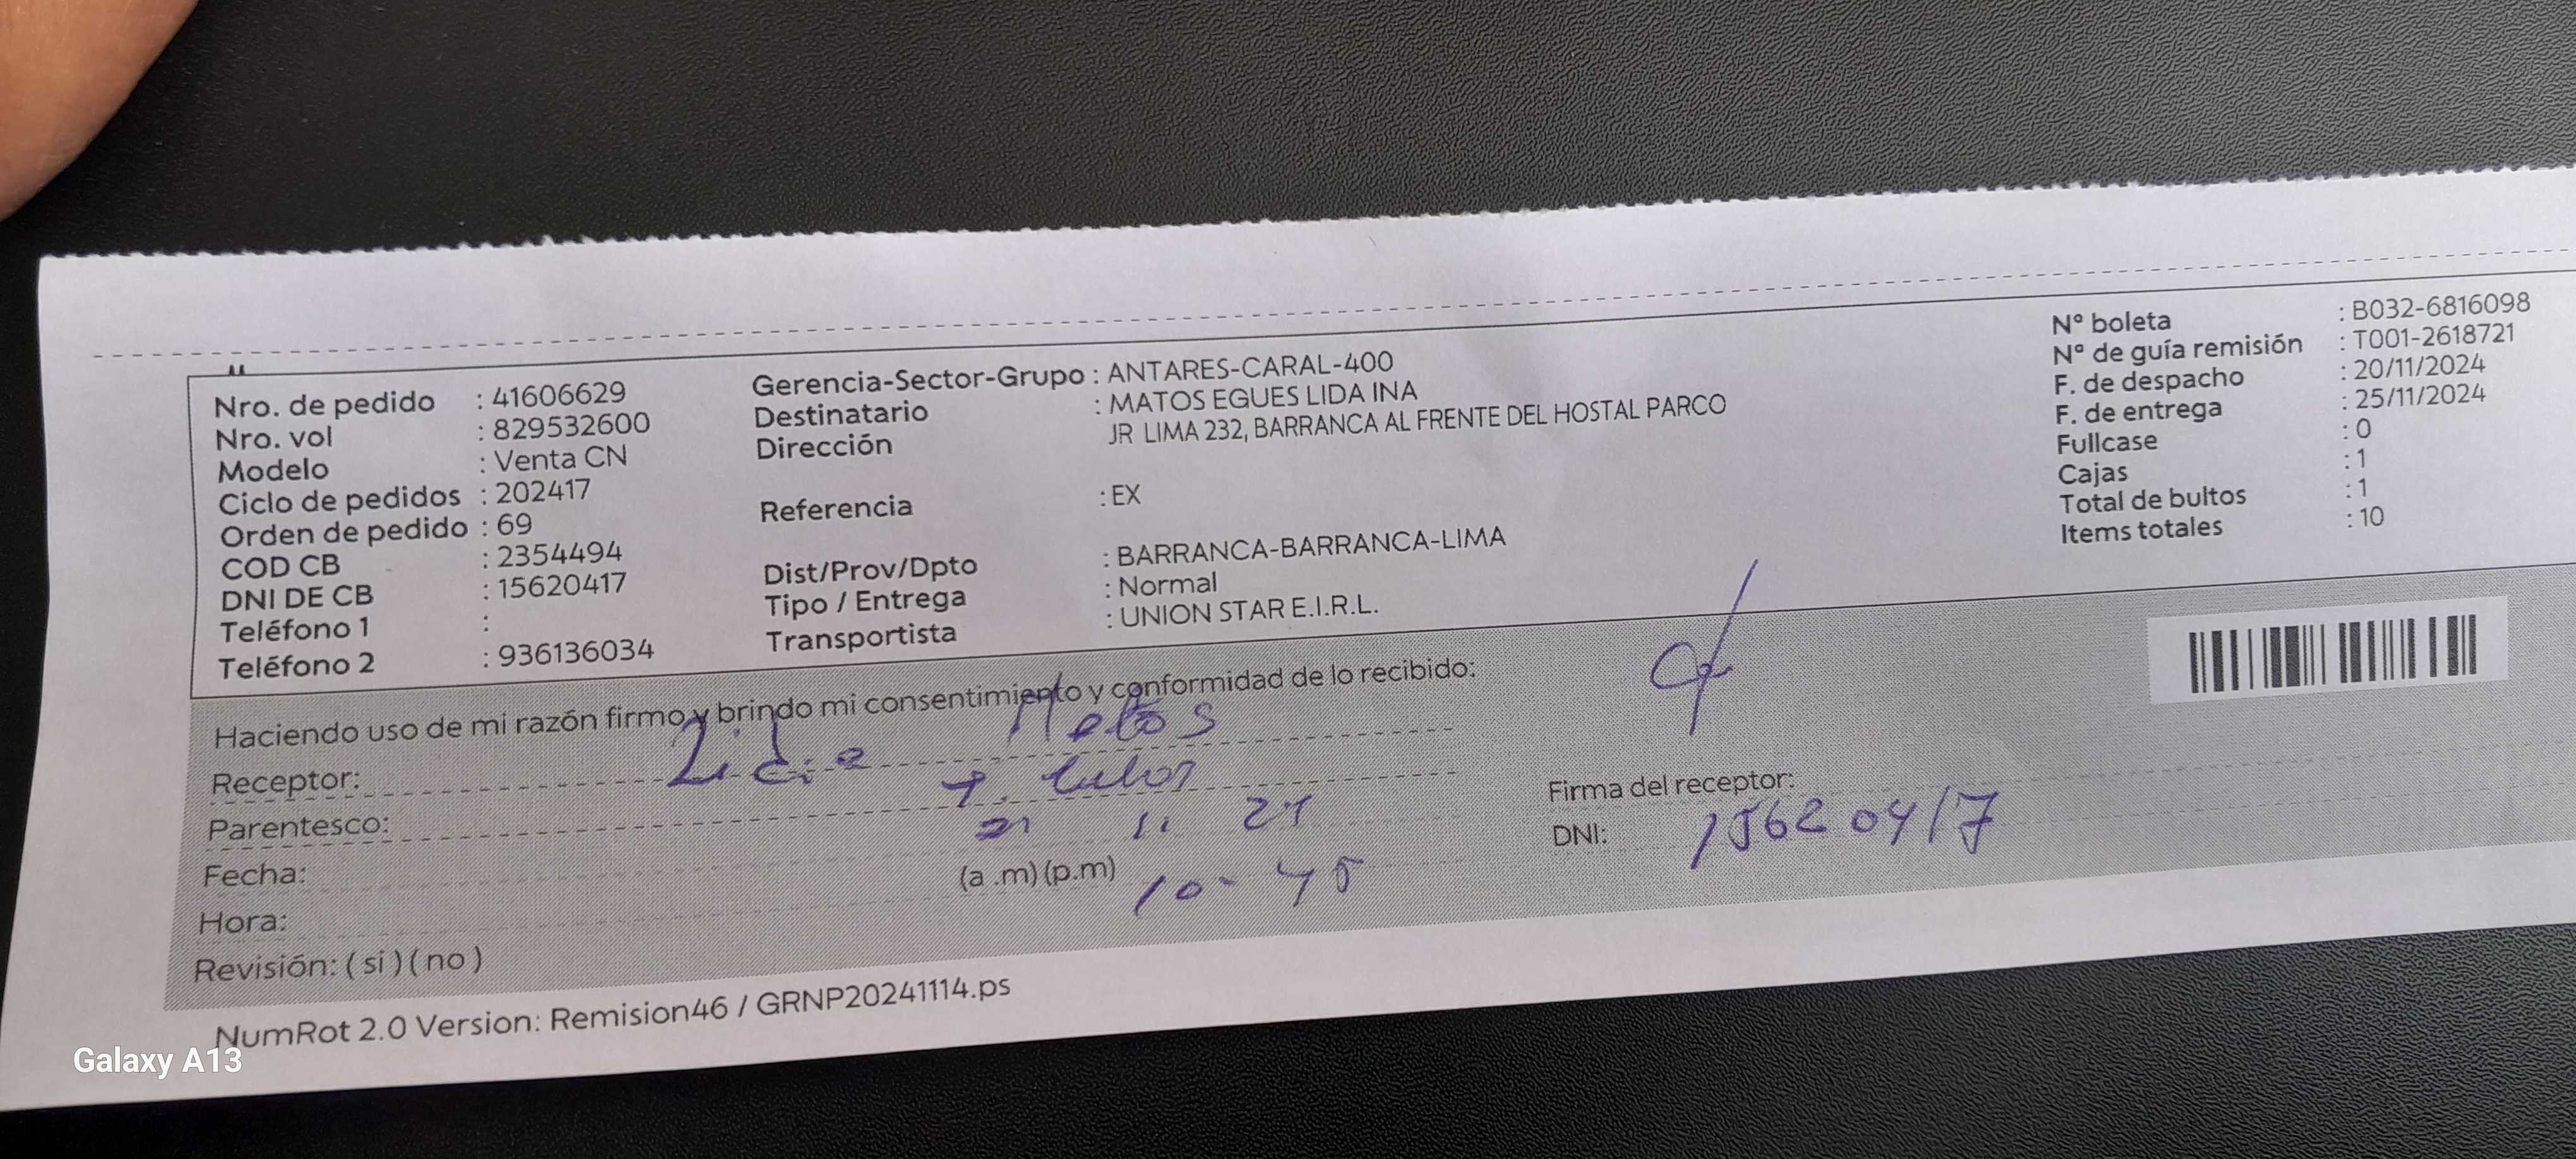 Nro. de pedido : 41606629
Nro. vol : 829532600
Modelo : Venta CN
Ciclo de pedidos : 202417
Orden de pedido : 69
COD CB : 2354494
DNI DE CB : 15620417
Teléfono 1 :
Teléfono 2 : 936136034
Gerencia-Sector-Grupo : ANTARES-CARAL-400
Destinatario : MATOS EGUES LIDA INA
Dirección JR LIMA 232, BARRANCA AL FRENTE DEL HOSTAL PARCO
Referencia : EX
Dist/Prov/Dpto : BARRANCA-BARRANCA-LIMA
Tipo / Entrega : Normal
Transportista : UNION STAR E.I.R.L.
Nº boleta : B032-6816098
Nº de guía remisión : T001-2618721
F. de despacho : 20/11/2024
F. de entrega : 25/11/2024
Fullcase : 0
Cajas : 1
Total de bultos : 1
Items totales : 10
Haciendo uso de mi razón firmo y brindo mi consentimiento y conformidad de lo recibido:
Receptor: Lidia Matos
Parentesco:
Fecha: 21 11 24
Hora: (a .m) (p.m) 10-45
Revisión: ( si ) ( no )
Firma del receptor:
DNI: 15620417
NumRot 2.0 Version: Remision46 / GRNP20241114.ps
Galaxy A13